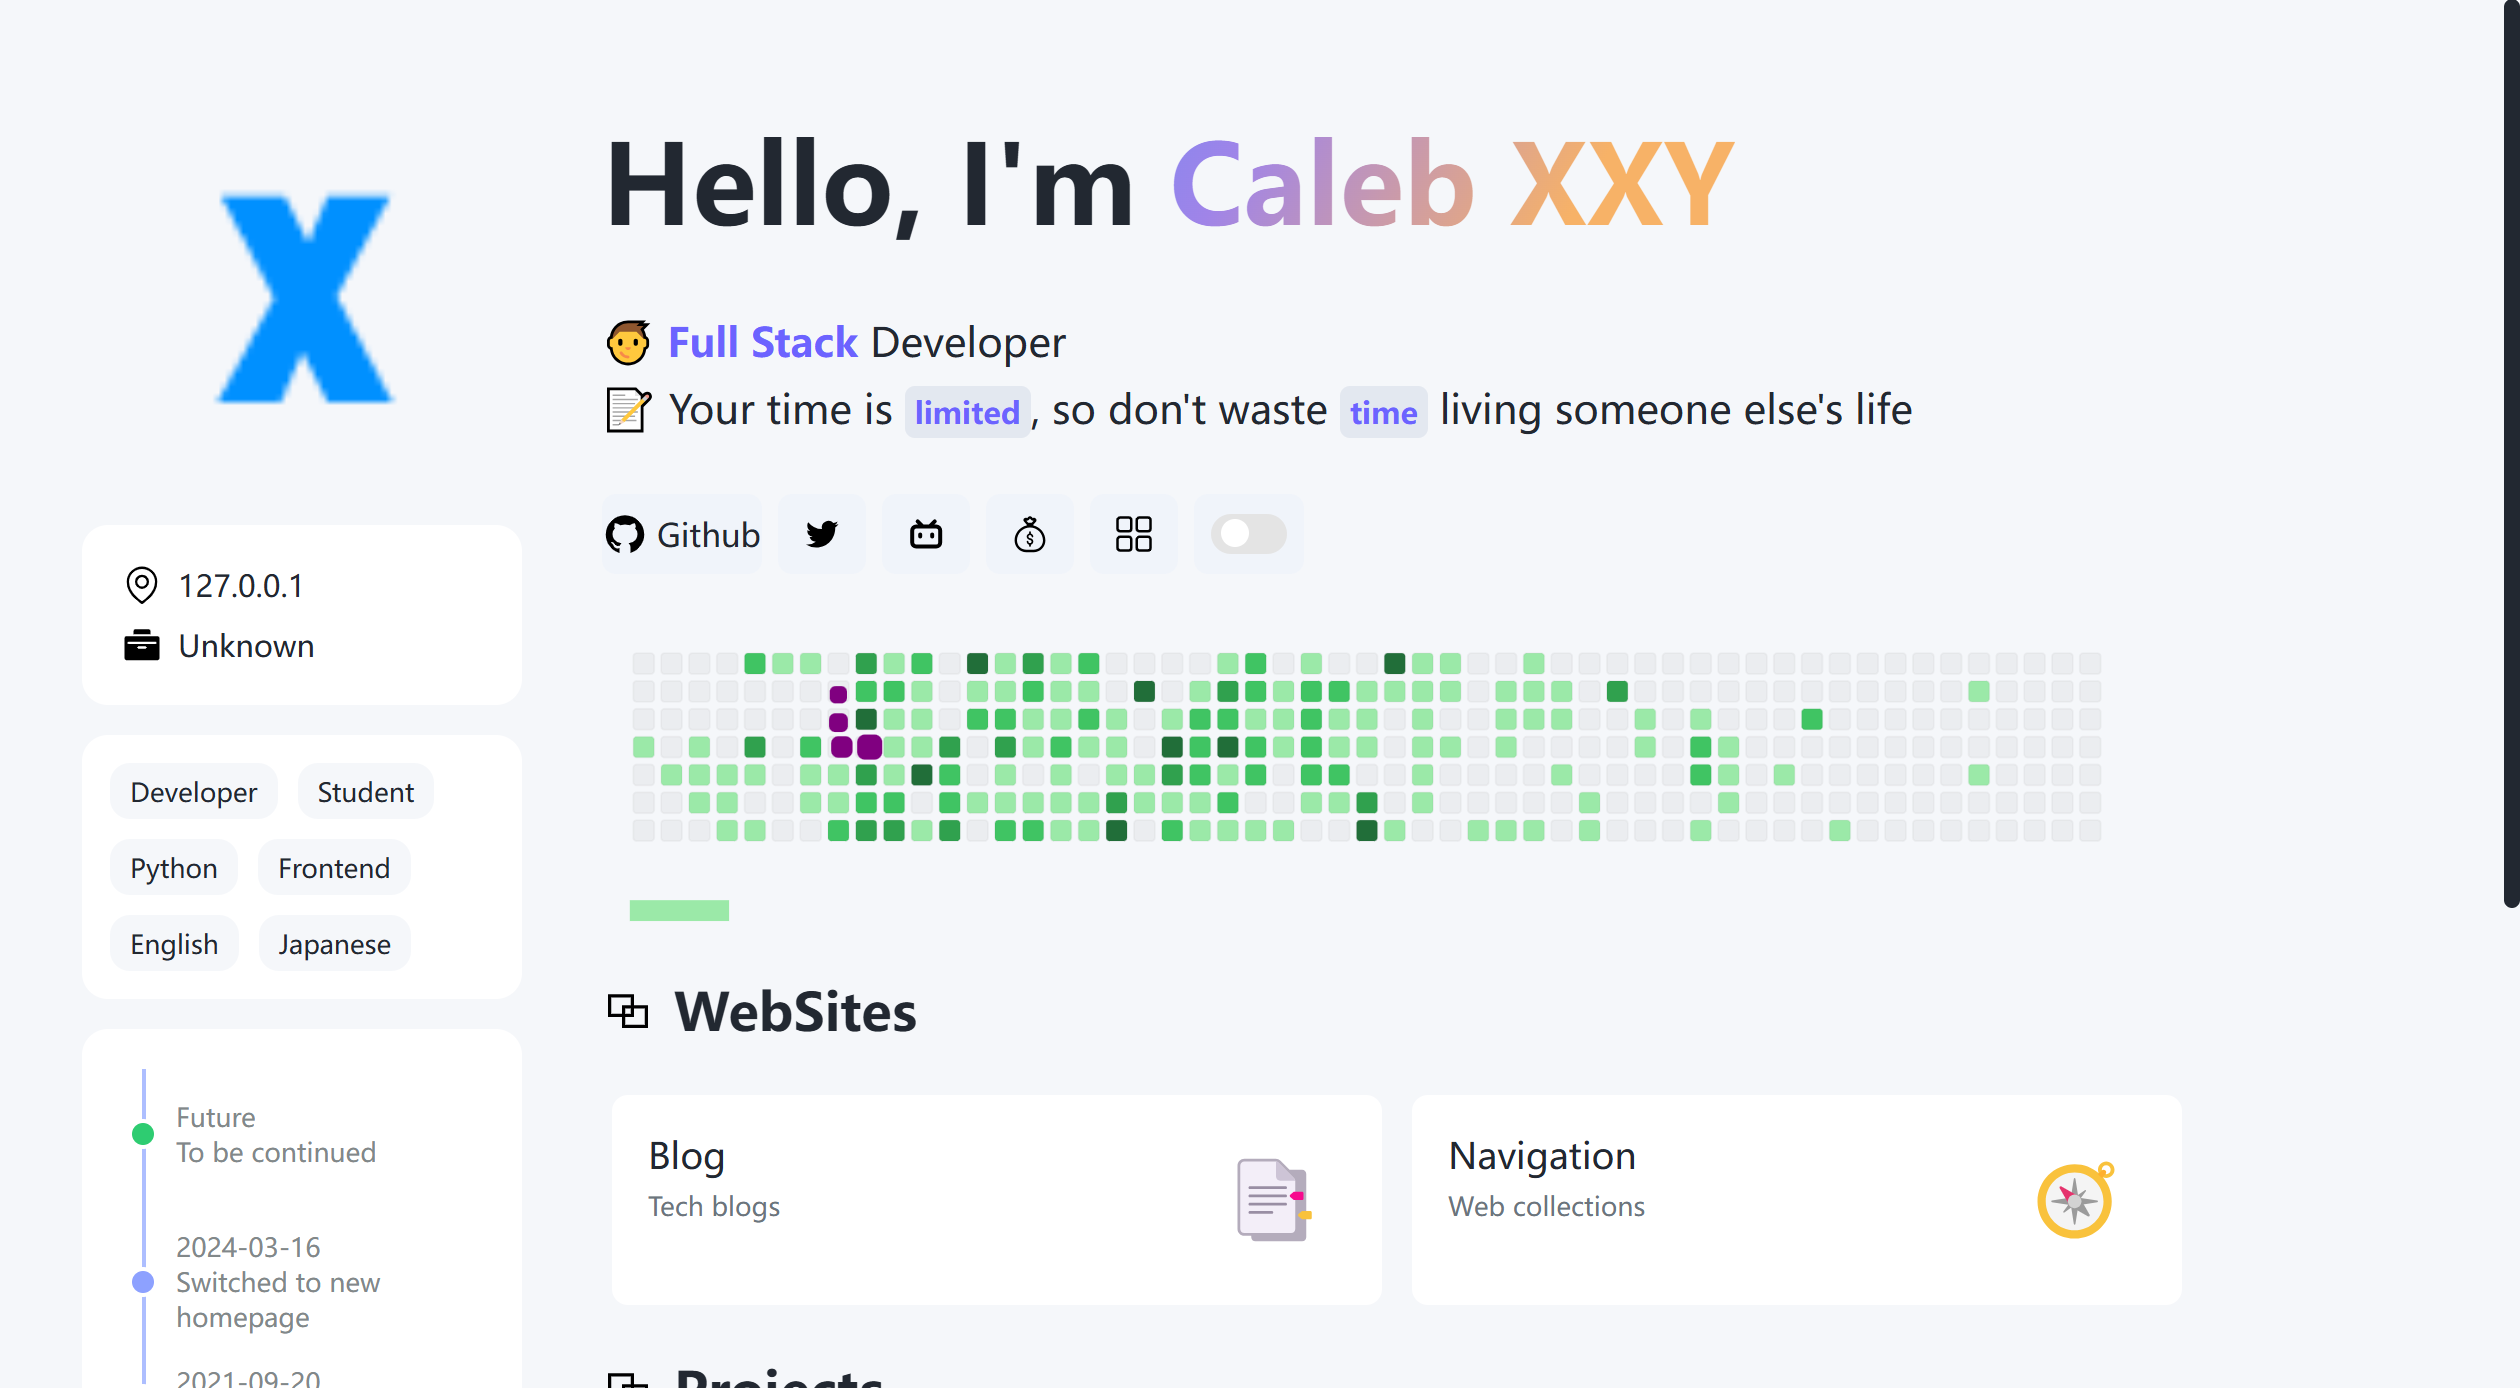 X
127.0.0.1
Unknown
Developer Student
Python Frontend
English Japanese
Future
To be continued
2024-03-16
Switched to new
homepage
2021-09-20
Hello, I'm Caleb XXY
Full Stack Developer
Your time is limited, so don't waste time living someone else's life
Github
WebSites
Blog
Tech blogs
Navigation
Web collections
Projects